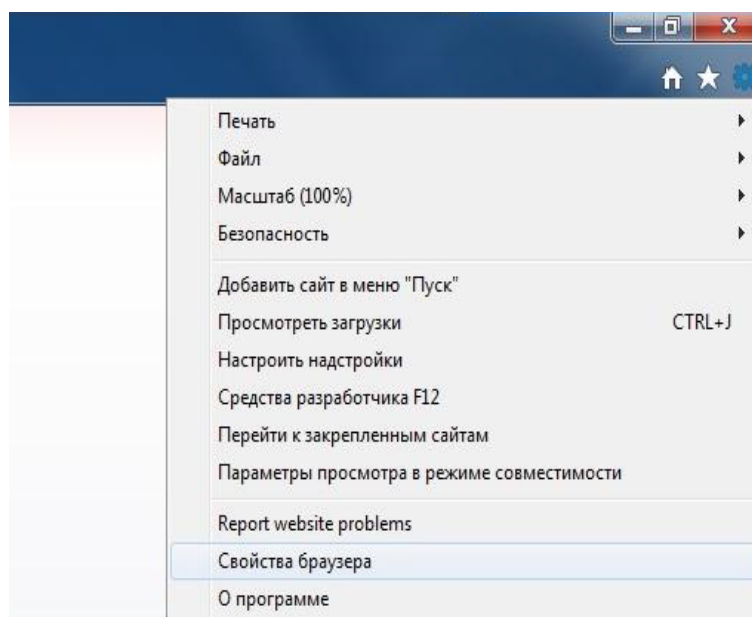 Печать
Файл
Масштаб (100%)
Безопасность
Добавить сайт в меню "Пуск"
Просмотреть загрузки CTRL+J
Настроить надстройки
Средства разработчика F12
Перейти к закрепленным сайтам
Параметры просмотра в режиме совместимости
Report website problems
Свойства браузера
О программе